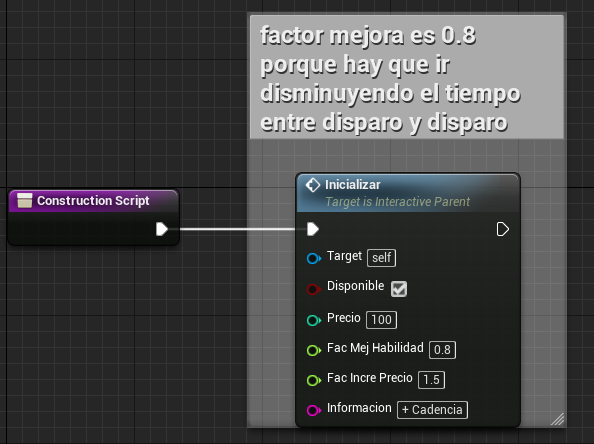 factor mejora es 0.8
porque hay que ir
disminuyendo el tiempo
entre disparo y disparo
Construction Script
Inicializar
Target is Interactive Parent
Target self
Disponible
Precio 100
Fac Mej Habilidad 0.8
Fac Incre Precio 1.5
Informacion + Cadencia